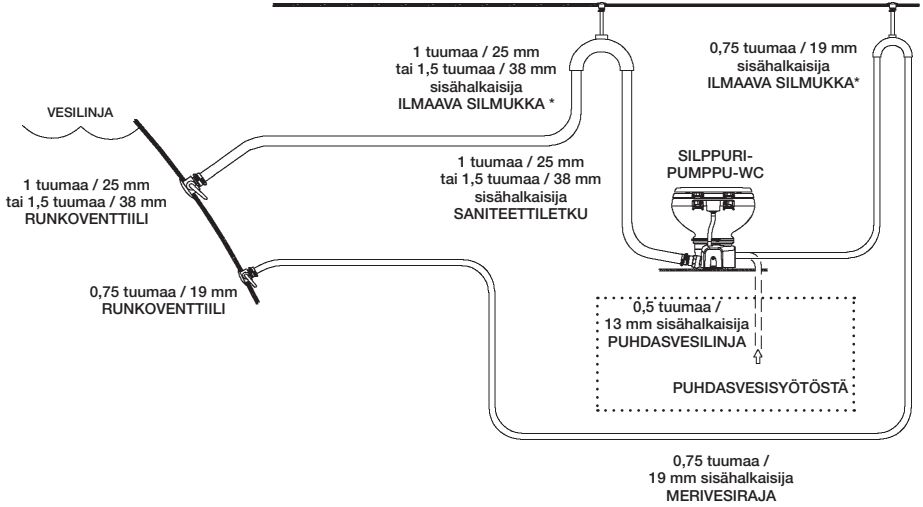 1 tuumaa / 25 mm
tai 1,5 tuumaa / 38 mm
sisähalkaisija
ILMAAVA SILMUKKA *
0,75 tuumaa / 19 mm
sisähalkaisija
ILMAAVA SILMUKKA*
VESILINJA
1 tuumaa / 25 mm
tai 1,5 tuumaa / 38 mm
RUNKOVENTTIILI
1 tuumaa / 25 mm
tai 1,5 tuumaa / 38 mm
sisähalkaisija
SANITEETTILETKU
SILPPURI-
PUMPPU-WC
0,75 tuumaa / 19 mm
RUNKOVENTTIILI
0,5 tuumaa /
13 mm sisähalkaisija
PUHDASVESILINJA
PUHDASVESISYÖTÖSTÄ
0,75 tuumaa /
19 mm sisähalkaisija
MERIVESIRAJA